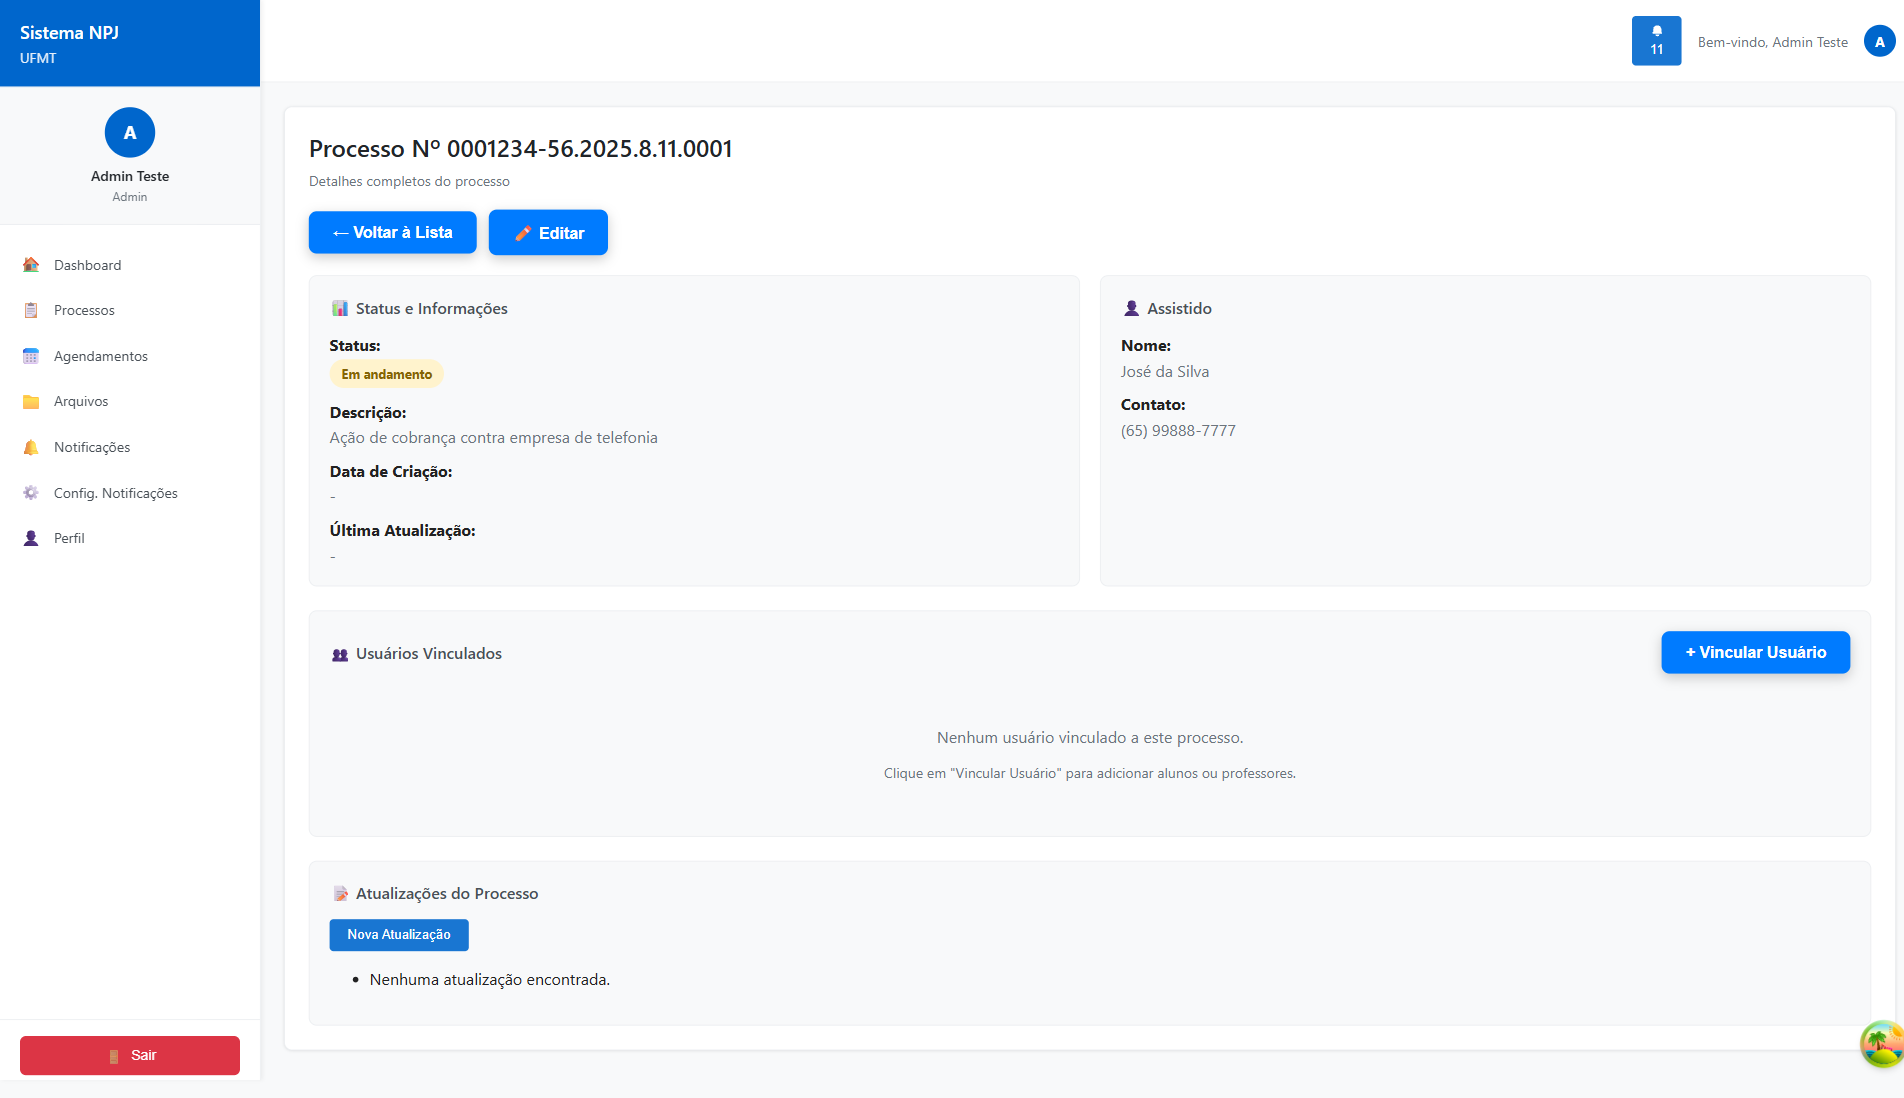 Sistema NPJ
UFMT
11
Bem-vindo, Admin Teste
A
A
Admin Teste
Admin
Dashboard
Processos
Agendamentos
Arquivos
Notificações
Config. Notificações
Perfil
Sair
Processo Nº 0001234-56.2025.8.11.0001
Detalhes completos do processo
← Voltar à Lista
Editar
Status e Informações
Status:
Em andamento
Descrição:
Ação de cobrança contra empresa de telefonia
Data de Criação:
-
Última Atualização:
-
Assistido
Nome:
José da Silva
Contato:
(65) 99888-7777
Usuários Vinculados
+ Vincular Usuário
Nenhum usuário vinculado a este processo.
Clique em "Vincular Usuário" para adicionar alunos ou professores.
Atualizações do Processo
Nova Atualização
• Nenhuma atualização encontrada.